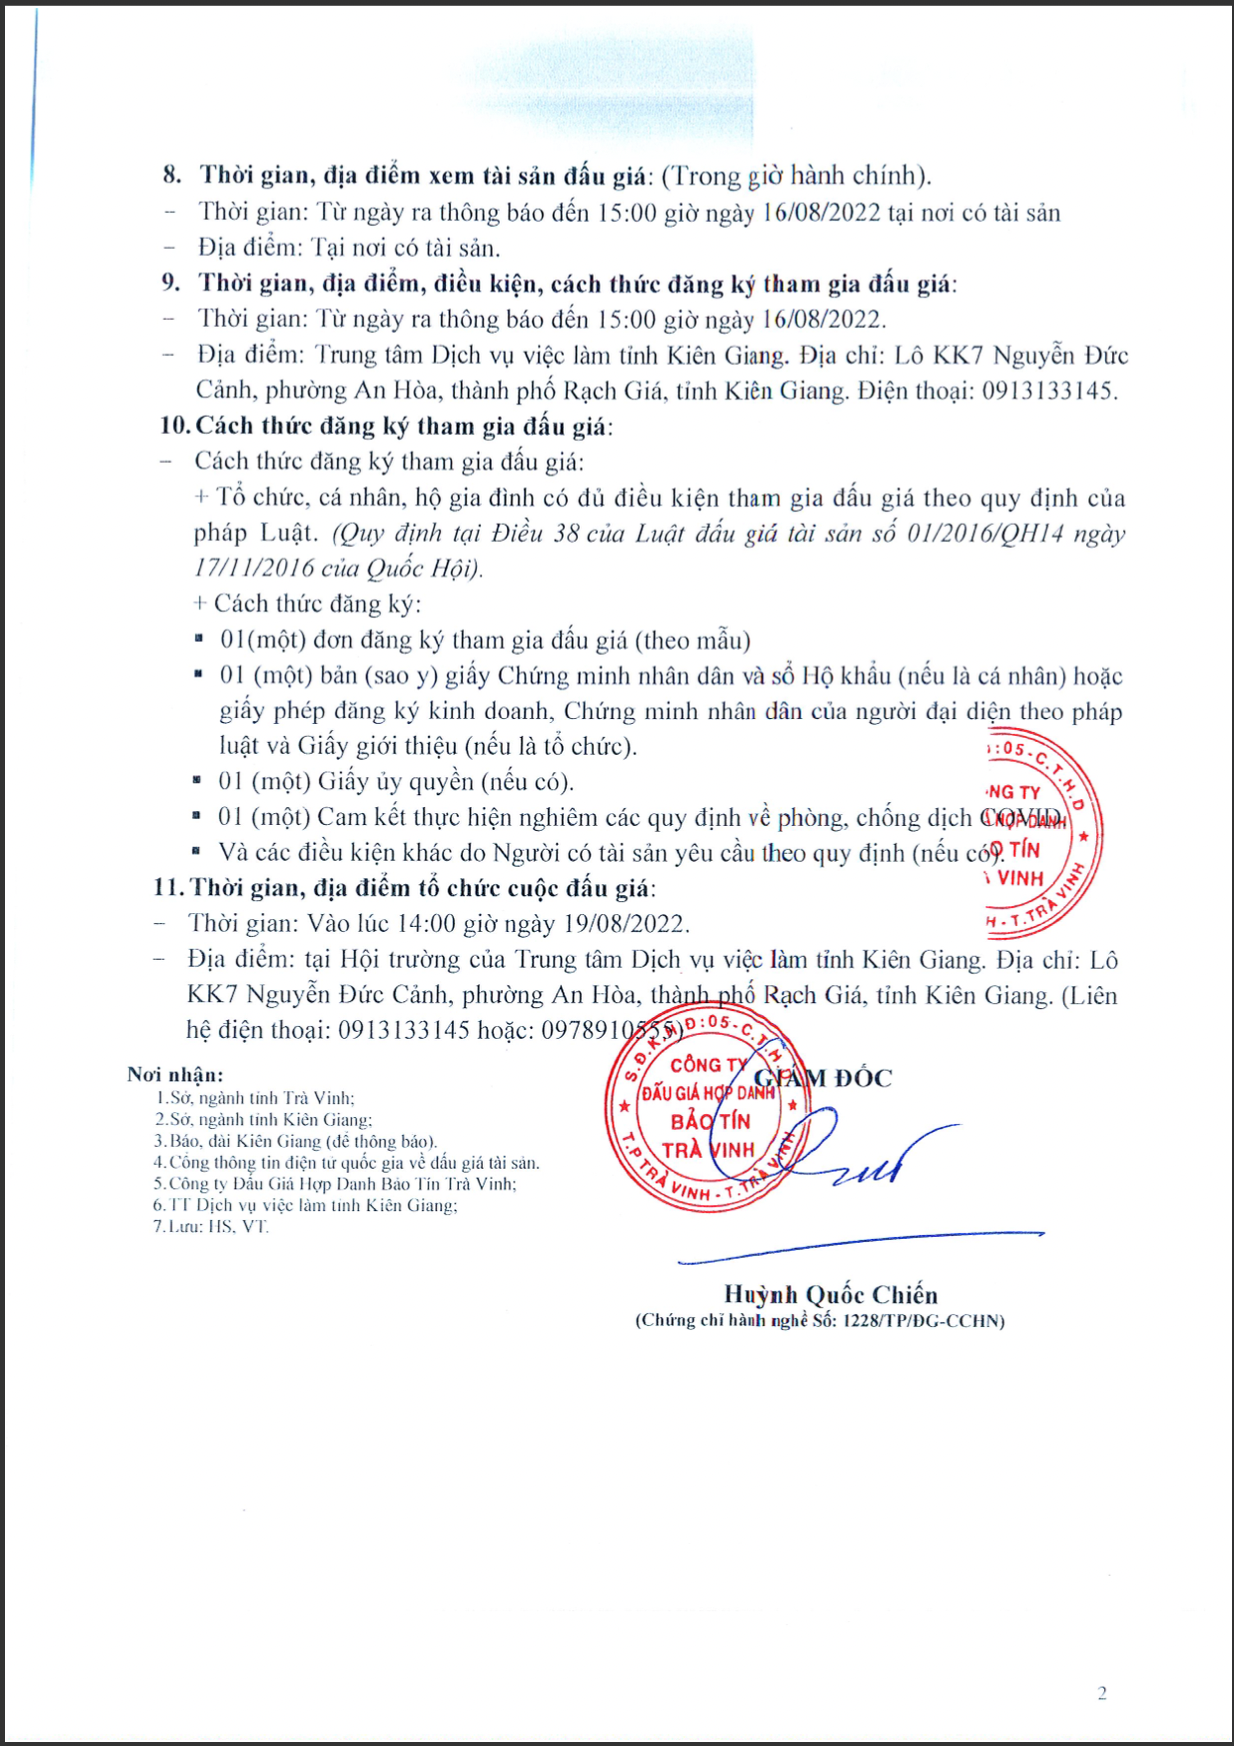 8. Thời gian, địa điểm xem tài sản đấu giá: (Trong giờ hành chính).
– Thời gian: Từ ngày ra thông báo đến 15:00 giờ ngày 16/08/2022 tại nơi có tài sản
– Địa điểm: Tại nơi có tài sản.
9. Thời gian, địa điểm, điều kiện, cách thức đăng ký tham gia đấu giá:
– Thời gian: Từ ngày ra thông báo đến 15:00 giờ ngày 16/08/2022.
– Địa điểm: Trung tâm Dịch vụ việc làm tỉnh Kiên Giang. Địa chỉ: Lô KK7 Nguyễn Đức
Cảnh, phường An Hòa, thành phố Rạch Giá, tỉnh Kiên Giang. Điện thoại: 0913133145.
10. Cách thức đăng ký tham gia đấu giá:
– Cách thức đăng ký tham gia đấu giá:
+ Tổ chức, cá nhân, hộ gia đình có đủ điều kiện tham gia đấu giá theo quy định của
pháp Luật. (Quy định tại Điều 38 của Luật đấu giá tài sản số 01/2016/QH14 ngày
17/11/2016 của Quốc Hội).
+ Cách thức đăng ký:
▪ 01(một) đơn đăng ký tham gia đấu giá (theo mẫu)
▪ 01 (một) bản (sao y) giấy Chứng minh nhân dân và sổ Hộ khẩu (nếu là cá nhân) hoặc
giấy phép đăng ký kinh doanh, Chứng minh nhân dân của người đại diện theo pháp
luật và Giấy giới thiệu (nếu là tổ chức).
▪ 01 (một) Giấy ủy quyền (nếu có).
▪ 01 (một) Cam kết thực hiện nghiêm các quy định về phòng, chống dịch COVID.
▪ Và các điều kiện khác do Người có tài sản yêu cầu theo quy định (nếu có).
:05-C.T.H.D
NG TY
HỢP DANH
O TÍN
VINH
H - T.TRÀ VINH
11. Thời gian, địa điểm tổ chức cuộc đấu giá:
– Thời gian: Vào lúc 14:00 giờ ngày 19/08/2022.
– Địa điểm: tại Hội trường của Trung tâm Dịch vụ việc làm tỉnh Kiên Giang. Địa chỉ: Lô
KK7 Nguyễn Đức Cảnh, phường An Hòa, thành phố Rạch Giá, tỉnh Kiên Giang. (Liên
hệ điện thoại: 0913133145 hoặc: 0978910555)
Nơi nhận:
1.Sở, ngành tỉnh Trà Vinh;
2.Sở, ngành tỉnh Kiên Giang;
3.Báo, đài Kiên Giang (để thông báo).
4.Cổng thông tin điện tử quốc gia về đấu giá tài sản.
5.Công ty Đấu Giá Hợp Danh Bảo Tín Trà Vinh;
6.TT Dịch vụ việc làm tỉnh Kiên Giang;
7.Lưu: HS, VT.
GIÁM ĐỐC
S.Đ.K.H.Đ:05-C.T.H.D
CÔNG TY
ĐẤU GIÁ HỢP DANH
BẢO TÍN
TRÀ VINH
T.P TRÀ VINH - T.TRÀ VINH
Huỳnh Quốc Chiến
(Chứng chỉ hành nghề Số: 1228/TP/ĐG-CCHN)
2